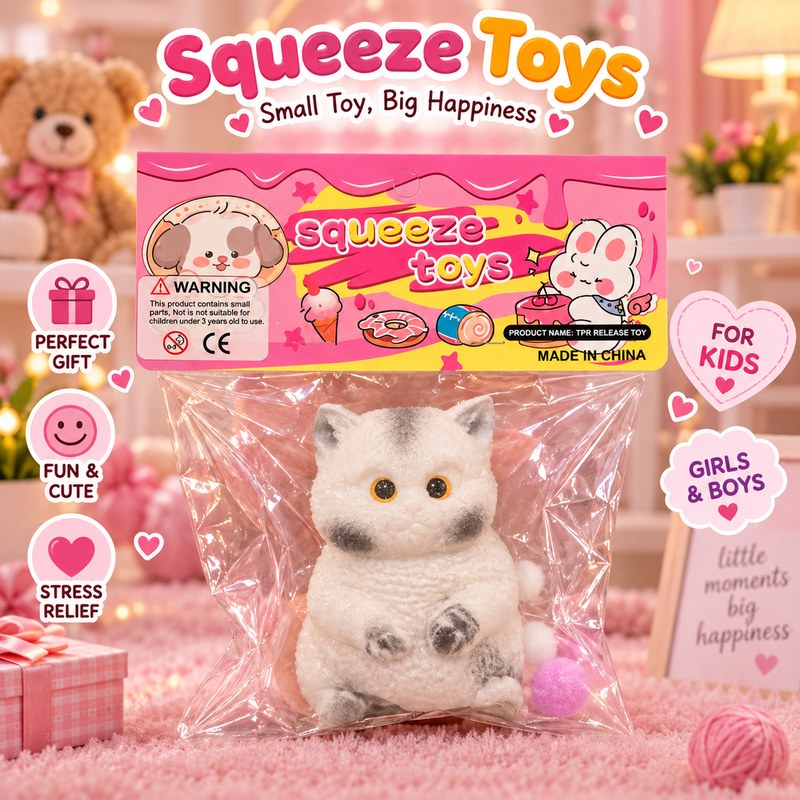 Squeeze Toys
Small Toy, Big Happiness
squeeze
toys
WARNING
This product contains small
parts, Not is not suitable for
children under 3 years old to use.
0-3
CE
PRODUCT NAME: TPR RELEASE TOY
MADE IN CHINA
PERFECT
GIFT
FUN &
CUTE
STRESS
RELIEF
FOR
KIDS
GIRLS
& BOYS
little
moments
big
happiness